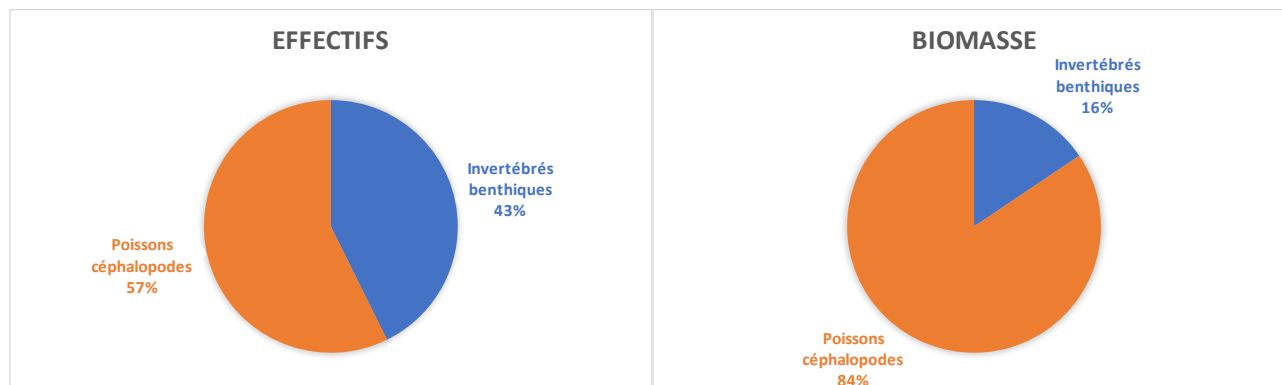 EFFECTIFS
Invertébrés
benthiques
43%
Poissons
céphalopodes
57%
BIOMASSE
Invertébrés
benthiques
16%
Poissons
céphalopodes
84%